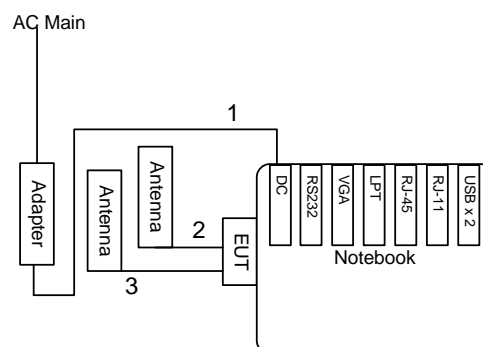 AC Main
1
Adapter
Antenna
Antenna
2
3
EUT
DC
RS232
VGA
LPT
RJ-45
RJ-11
USB x 2
Notebook